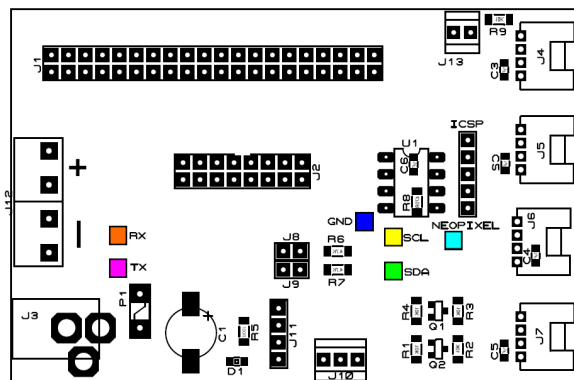 J1
J13
R9
J4
C3
J12
+
J2
ICSP
U1
C6
R8
J5
C5
GND
SCL
NEOPIXEL
J6
C4
RX
TX
J8
J9
R6
R7
SDA
J3
P1
C1
+
R5
D1
J11
J10
R4
R3
Q1
R1
R2
Q2
J7
C5